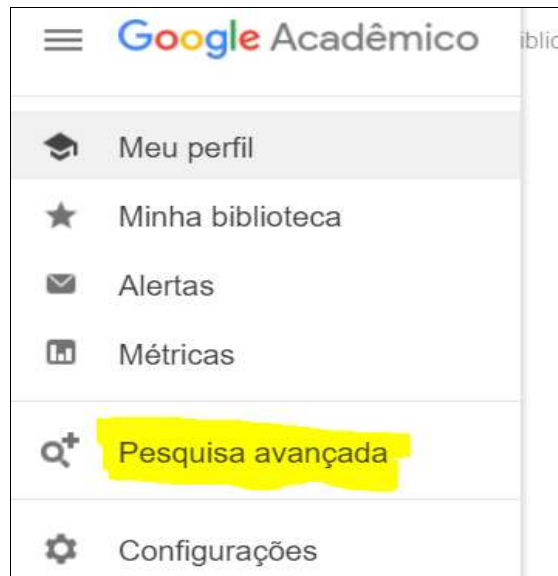 Google Acadêmico
Meu perfil
Minha biblioteca
Alertas
Métricas
Pesquisa avançada
Configurações